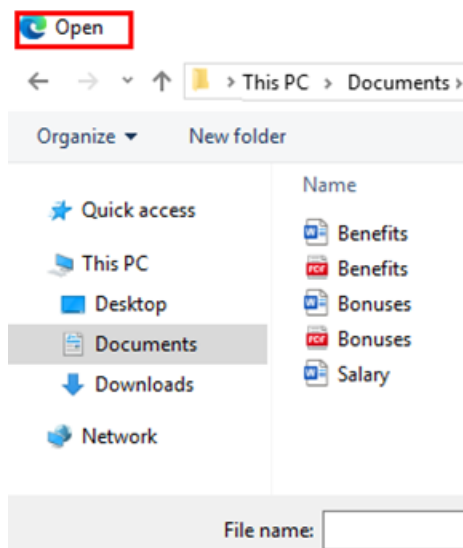 Open
This PC > Documents >
Organize New folder
Name
Quick access
This PC
Desktop
Documents
Downloads
Network
Benefits
Benefits
Bonuses
Bonuses
Salary
File name: